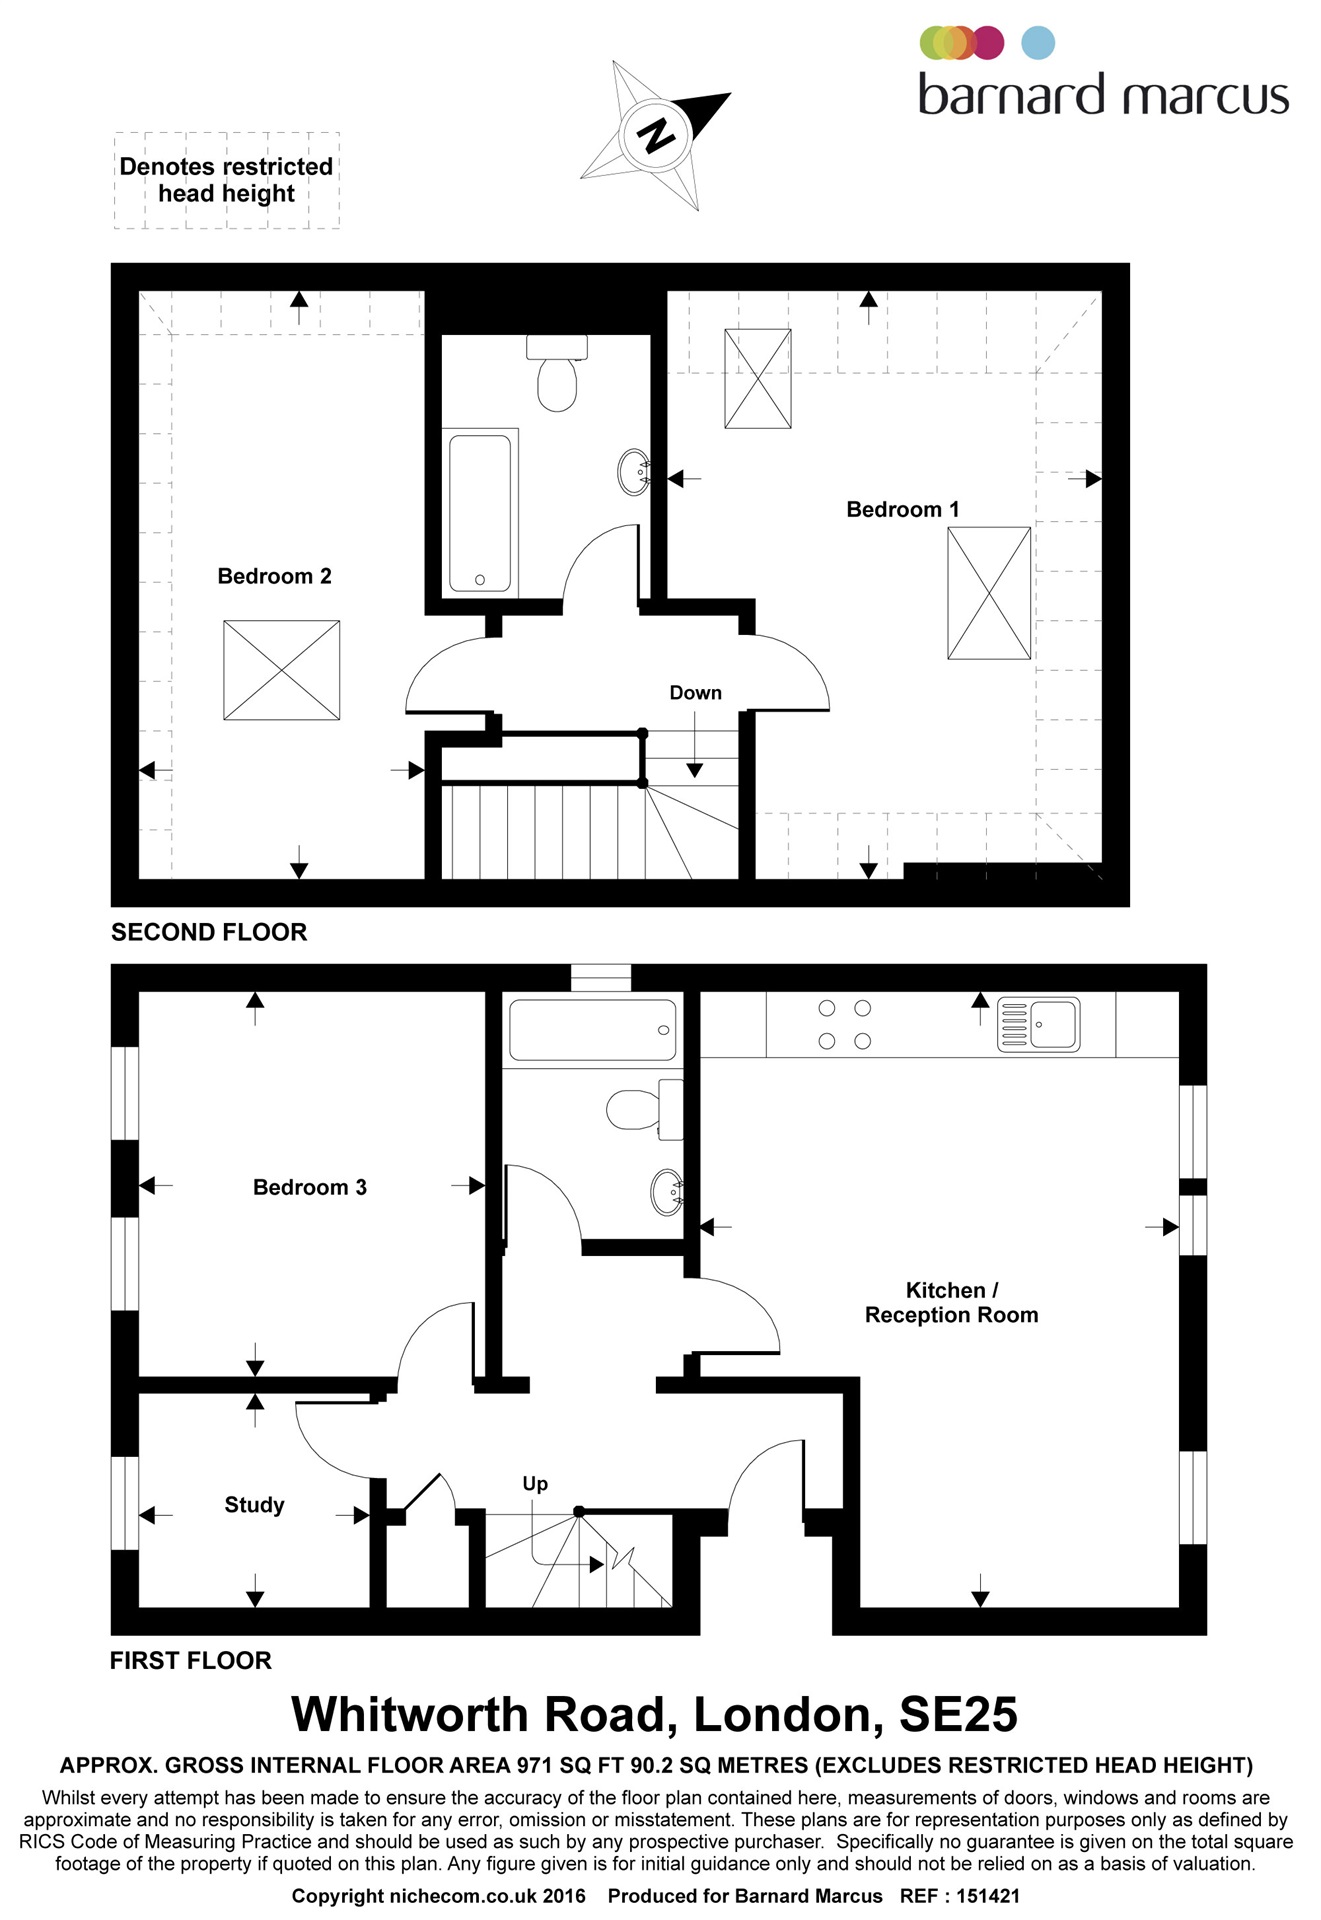 barnard marcus
N
Denotes restricted
head height
Bedroom 1
Bedroom 2
Down
SECOND FLOOR
Bedroom 3
Kitchen /
Reception Room
Up
Study
FIRST FLOOR
Whitworth Road, London, SE25
APPROX. GROSS INTERNAL FLOOR AREA 971 SQ FT 90.2 SQ METRES (EXCLUDES RESTRICTED HEAD HEIGHT)
Whilst every attempt has been made to ensure the accuracy of the floor plan contained here, measurements of doors, windows and rooms are
approximate and no responsibility is taken for any error, omission or misstatement. These plans are for representation purposes only as defined by
RICS Code of Measuring Practice and should be used as such by any prospective purchaser. Specifically no guarantee is given on the total square
footage of the property if quoted on this plan. Any figure given is for initial guidance only and should not be relied on as a basis of valuation.
Copyright nichecom.co.uk 2016 Produced for Barnard Marcus REF : 151421